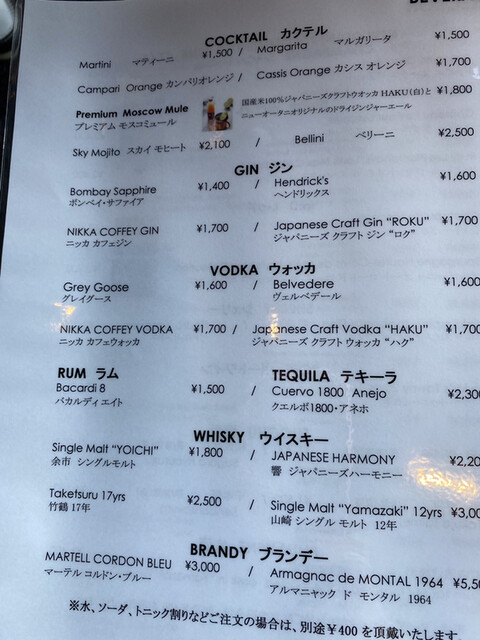 COCKTAIL カクテル
Martini マティーニ ¥1,500 / Margarita マルガリータ ¥1,500
Campari Orange カンパリオレンジ / Cassis Orange カシス オレンジ ¥1,700
Premium Moscow Mule 国産米100%ジャパニーズクラフトウオッカ HAKU(白)と ¥1,800
プレミアム モスコミュール ニューオータニオリジナルのドライジンジャーエール
Sky Mojito スカイ モヒート ¥2,100 / Bellini ベリーニ ¥2,500
GIN ジン
Bombay Sapphire ¥1,400 / Hendrick's ¥1,600
ボンベイ・サファイア ヘンドリックス
NIKKA COFFEY GIN ¥1,700 / Japanese Craft Gin "ROKU" ¥1,700
ニッカ カフェジン ジャパニーズ クラフト ジン "ロク"
VODKA ウォッカ
Grey Goose ¥1,600 / Belvedere ¥1,600
グレイグース ヴェルベデール
NIKKA COFFEY VODKA ¥1,700 / Japanese Craft Vodka "HAKU" ¥1,700
ニッカ カフェウォッカ ジャパニーズ クラフト ウオッカ "ハク"
RUM ラム TEQUILA テキーラ
Bacardi 8 ¥1,500 / Cuervo 1800 Anejo ¥2,300
バカルディ エイト クエルボ1800・アネホ
WHISKY ウイスキー
Single Malt "YOICHI" ¥1,800 / JAPANESE HARMONY ¥2,20
余市 シングルモルト 響 ジャパニーズハーモニー
Taketsuru 17yrs ¥2,500 / Single Malt "Yamazaki" 12yrs ¥3,00
竹鶴 17年 山崎 シングル モルト 12年
BRANDY ブランデー
MARTELL CORDON BLEU ¥3,000 / Armagnac de MONTAL 1964 ¥5,50
マーテル コルドン・ブルー アルマニャック ド モンタル 1964
※水、ソーダ、トニック割りなどご注文の場合は、別途¥400 を頂戴いたします